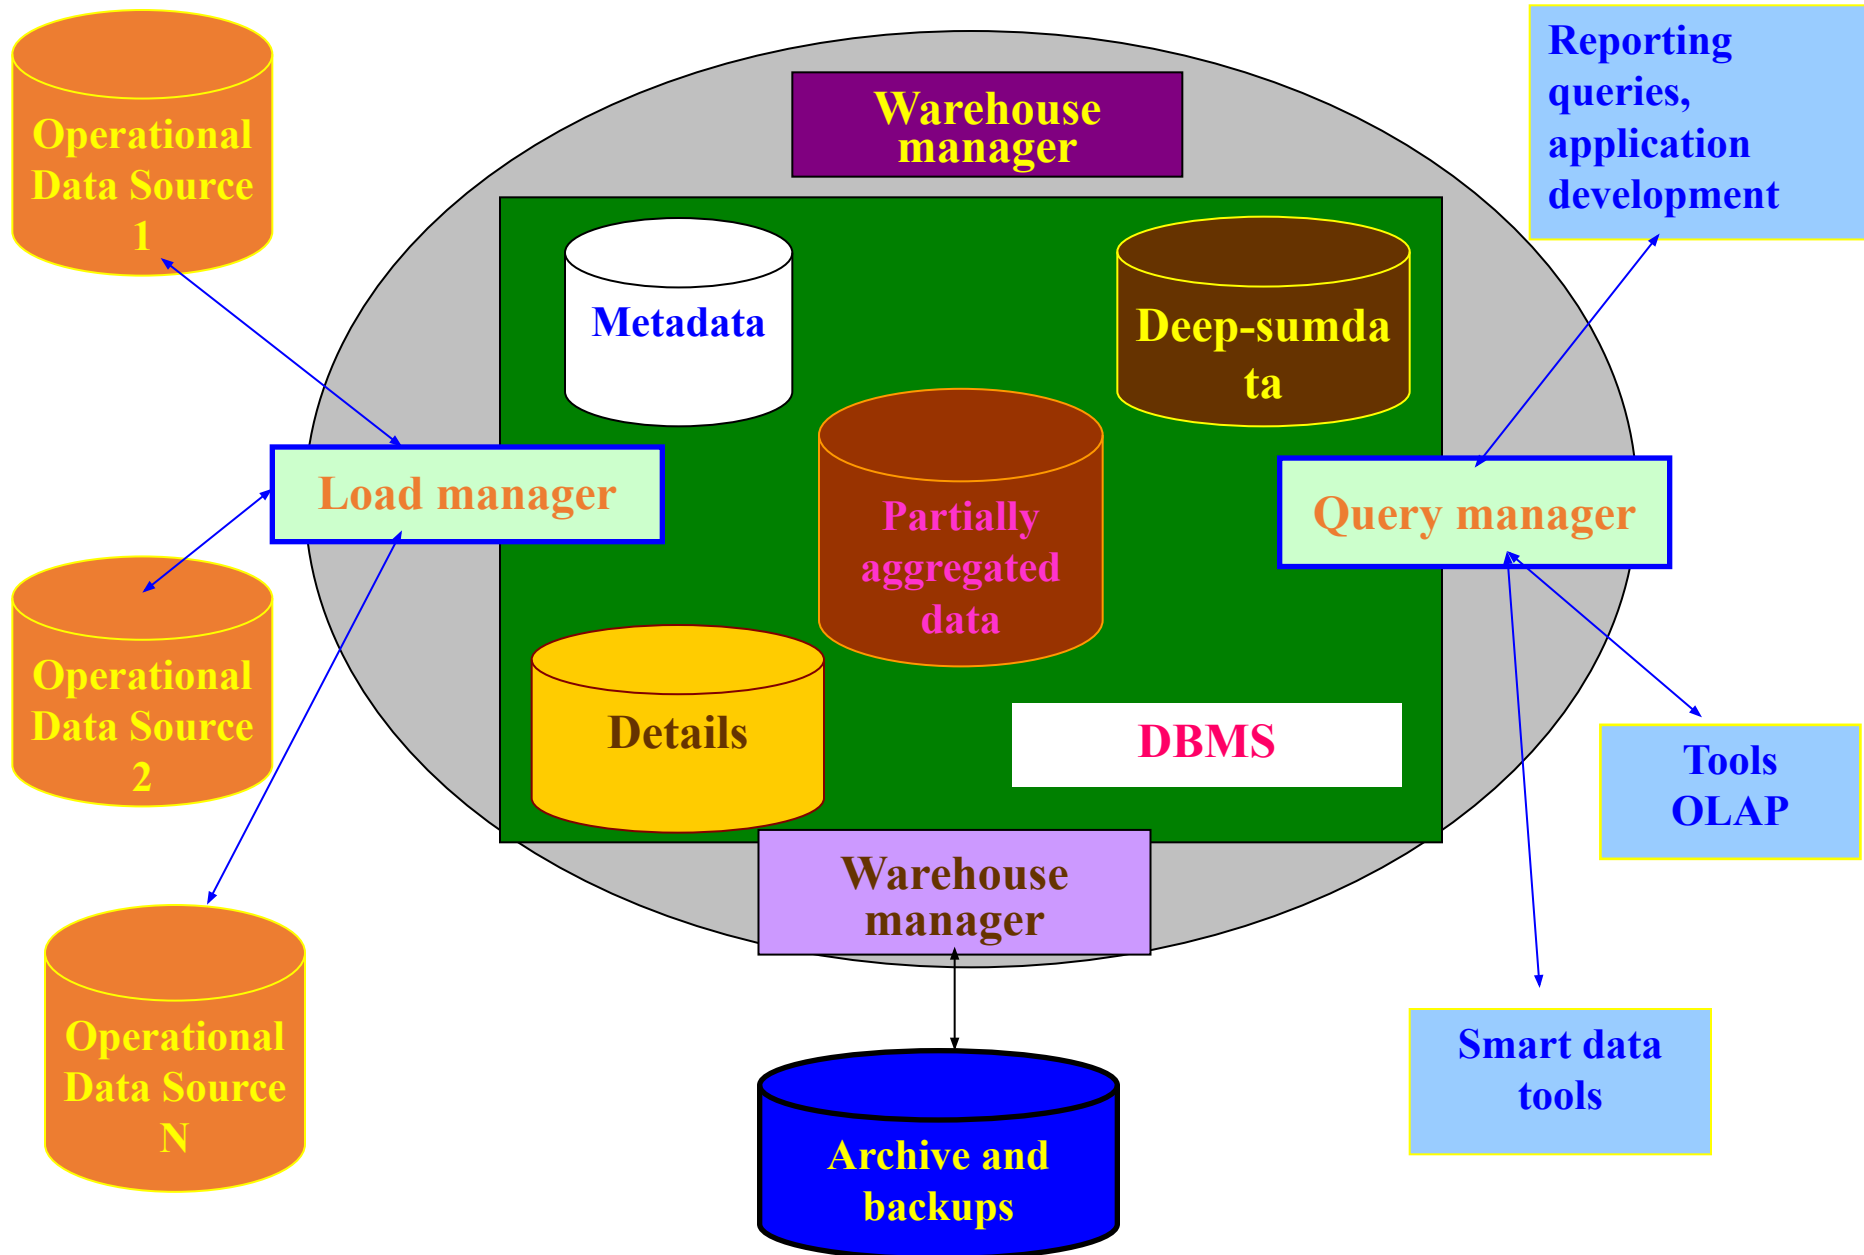 Operational
Data Source
1
Warehouse
manager
Reporting
queries,
application
development
Metadata
Deep-sumda
ta
Load manager
Partially
aggregated
data
Query manager
Operational
Data Source
2
Details
DBMS
Tools
OLAP
Warehouse
manager
Operational
Data Source
N
Smart data
tools
Archive and
backups